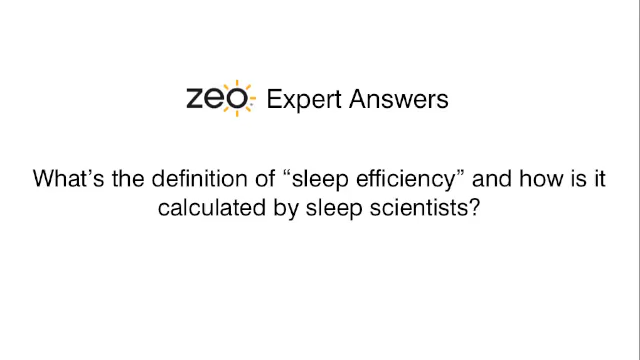 zeo Expert Answers
What's the definition of “sleep efficiency” and how is it
calculated by sleep scientists?